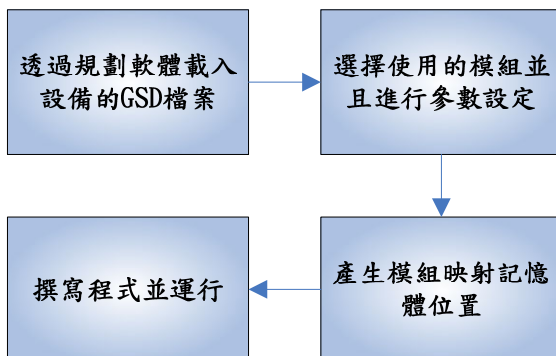 透過規劃軟體載入
設備的GSD檔案
選擇使用的模組並
且進行參數設定
產生模組映射記憶
體位置
撰寫程式並運行